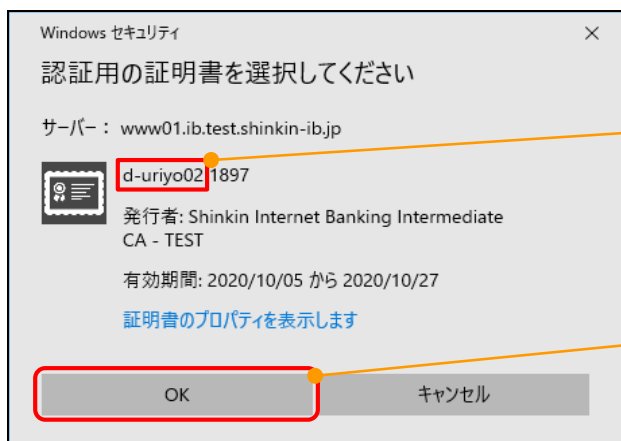 Windows セキュリティ
認証用の証明書を選択してください
サーバー： www01.ib.test.shinkin-ib.jp
d-uriyo02 1897
発行者: Shinkin Internet Banking Intermediate
CA - TEST
有効期間: 2020/10/05 から 2020/10/27
証明書のプロパティを表示します
OK
キャンセル